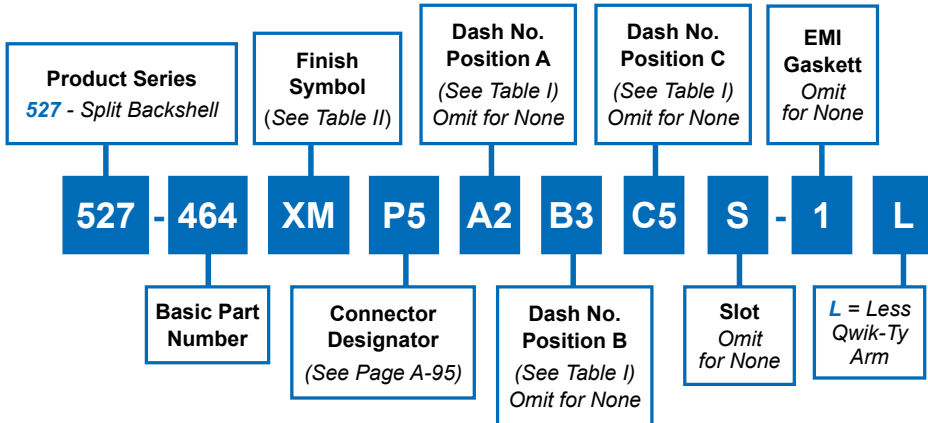 Product Series
527 - Split Backshell
Finish
Symbol
(See Table II)
Dash No.
Position A
(See Table I)
Omit for None
Dash No.
Position C
(See Table I)
Omit for None
EMI
Gaskett
Omit
for None
527 - 464 XM P5 A2 B3 C5 S - 1 L
Basic Part
Number
Connector
Designator
(See Page A-95)
Dash No.
Position B
(See Table I)
Omit for None
Slot
Omit
for None
L = Less
Qwik-Ty
Arm